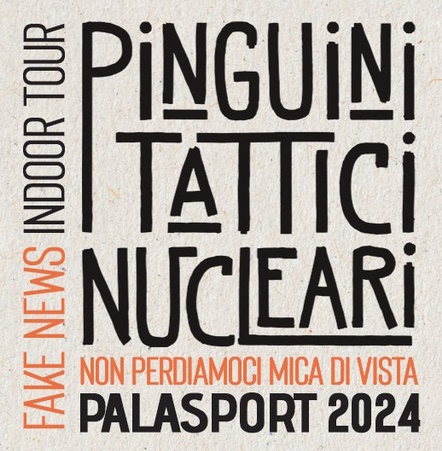 FAKE NEWS INDOOR TOUR
PiNGUiNi
TATTiCi
NUCLEARi
NON PERDIAMOCI MICA DI VISTA
PALASPORT 2024